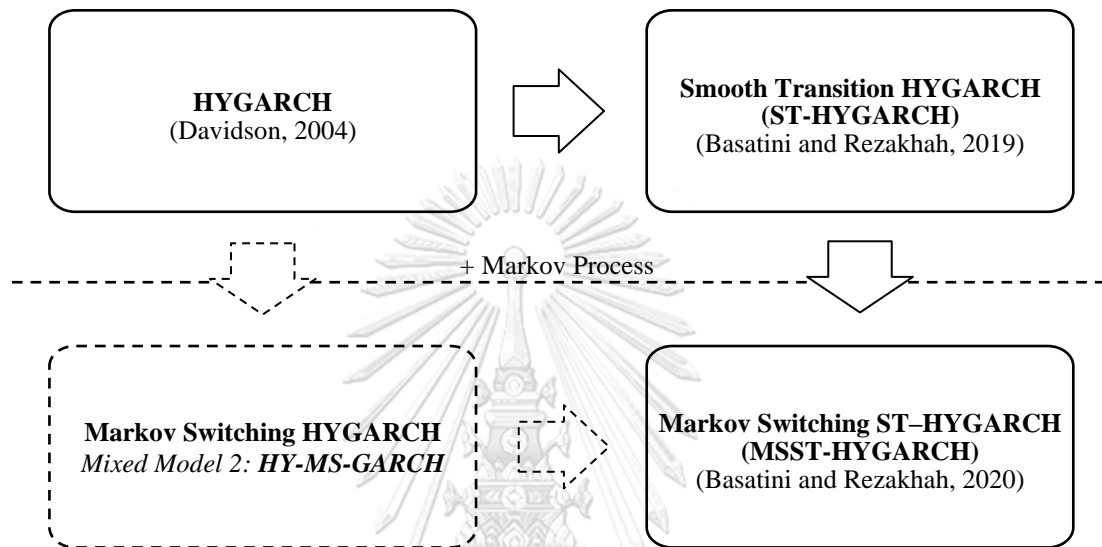 HYGARCH
(Davidson, 2004)
Smooth Transition HYGARCH
(ST-HYGARCH)
(Basatini and Rezakhah, 2019)
+ Markov Process
Markov Switching HYGARCH
Mixed Model 2: HY-MS-GARCH
Markov Switching ST–HYGARCH
(MSST-HYGARCH)
(Basatini and Rezakhah, 2020)